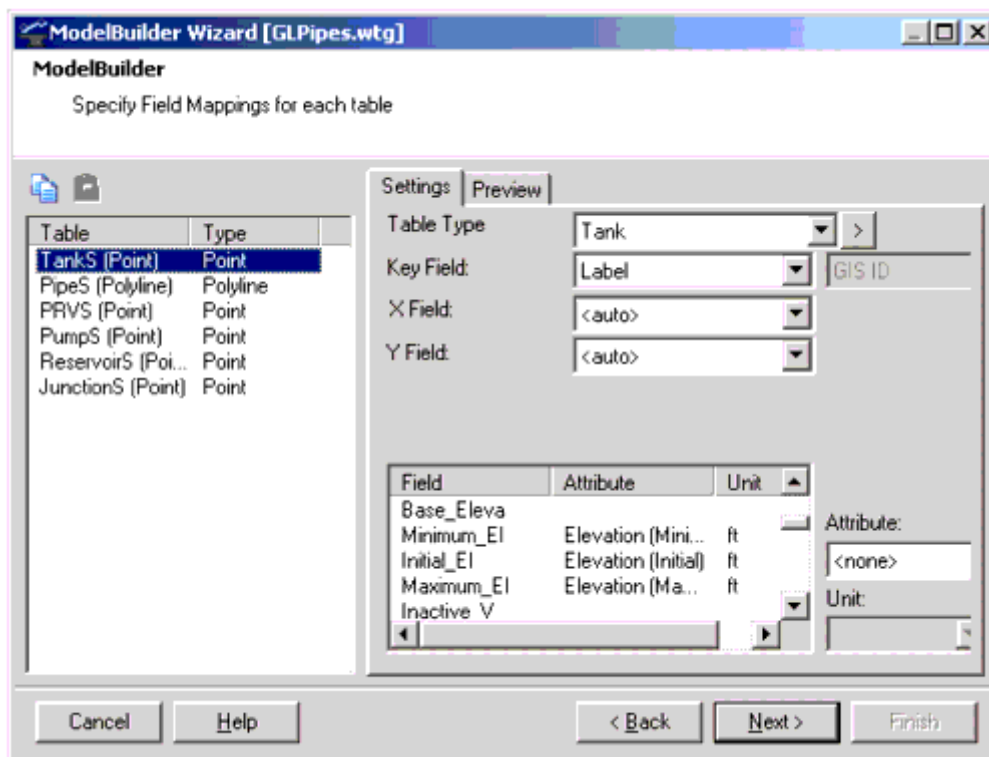 ModelBuilder Wizard [GLPipes.wtg]
ModelBuilder
Specify Field Mappings for each table
Settings Preview
Table Type
TankS (Point) Point
PipeS (Polyline) Polyline
PRVS (Point) Point
PumpS (Point) Point
ReservoirS (Poi... Point
JunctionS (Point) Point
Table Type Tank >
Key Field: Label GIS ID
X Field: <auto>
Y Field: <auto>
Field Attribute Unit
Base_Eleva
Minimum_El Elevation (Mini... ft
Initial_El Elevation (Initial) ft
Maximum_El Elevation (Ma... ft
Inactive_V
Attribute:
<none>
Unit:
Cancel Help < Back Next > Finish